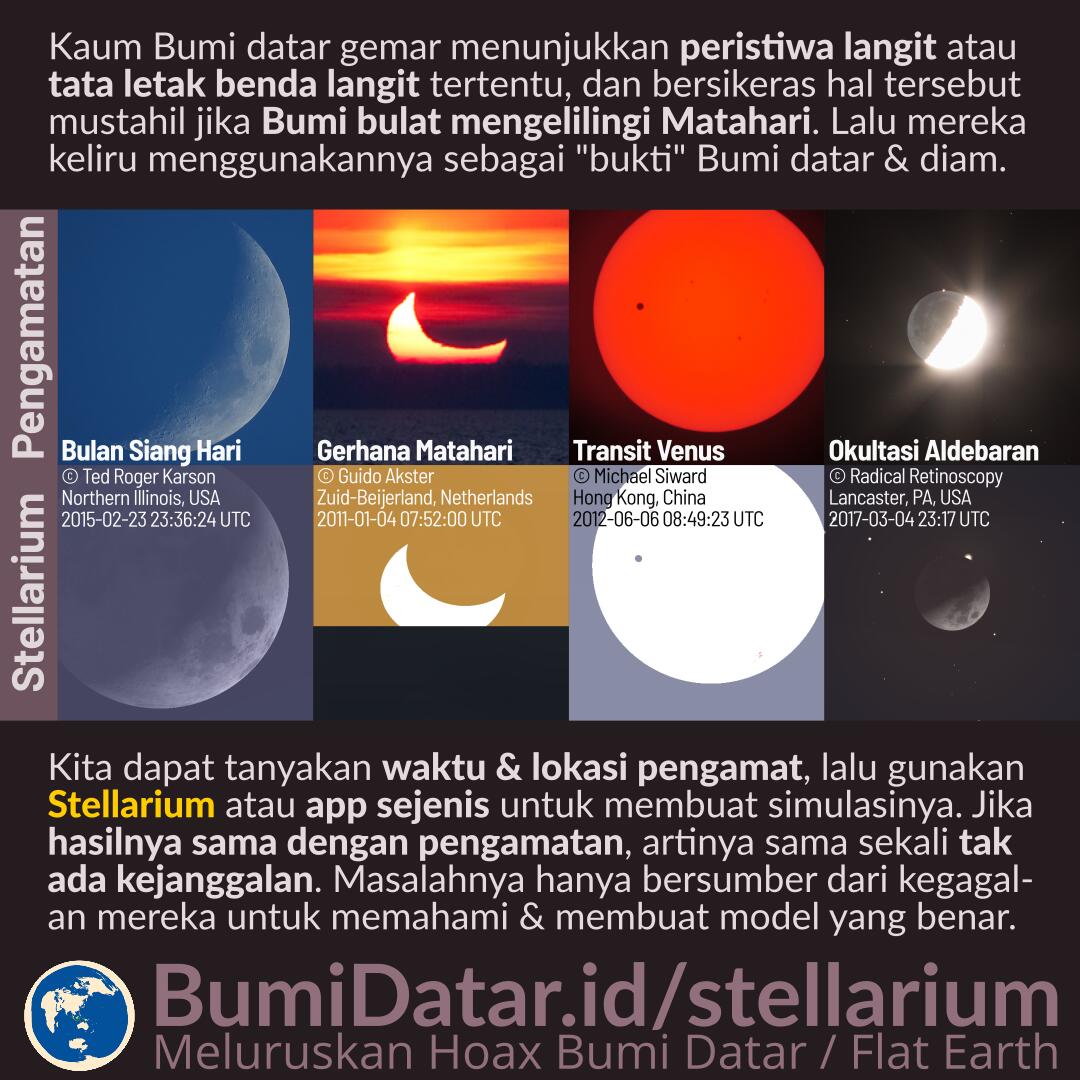 Kaum Bumi datar gemar menunjukkan peristiwa langit atau
tata letak benda langit tertentu, dan bersikeras hal tersebut
mustahil jika Bumi bulat mengelilingi Matahari. Lalu mereka
keliru menggunakannya sebagai "bukti" Bumi datar & diam.
Pengamatan
Bulan Siang Hari
Gerhana Matahari
Transit Venus
Okultasi Aldebaran
Stellarium
© Ted Roger Karson
Northern Illinois, USA
2015-02-23 23:36:24 UTC
© Guido Akster
Zuid-Beijerland, Netherlands
2011-01-04 07:52:00 UTC
© Michael Siward
Hong Kong, China
2012-06-06 08:49:23 UTC
© Radical Retinoscopy
Lancaster, PA, USA
2017-03-04 23:17 UTC
Kita dapat tanyakan waktu & lokasi pengamat, lalu gunakan
Stellarium atau app sejenis untuk membuat simulasinya. Jika
hasilnya sama dengan pengamatan, artinya sama sekali tak
ada kejanggalan. Masalahnya hanya bersumber dari kegagal-
an mereka untuk memahami & membuat model yang benar.
BumiDatar.id/stellarium
Meluruskan Hoax Bumi Datar / Flat Earth